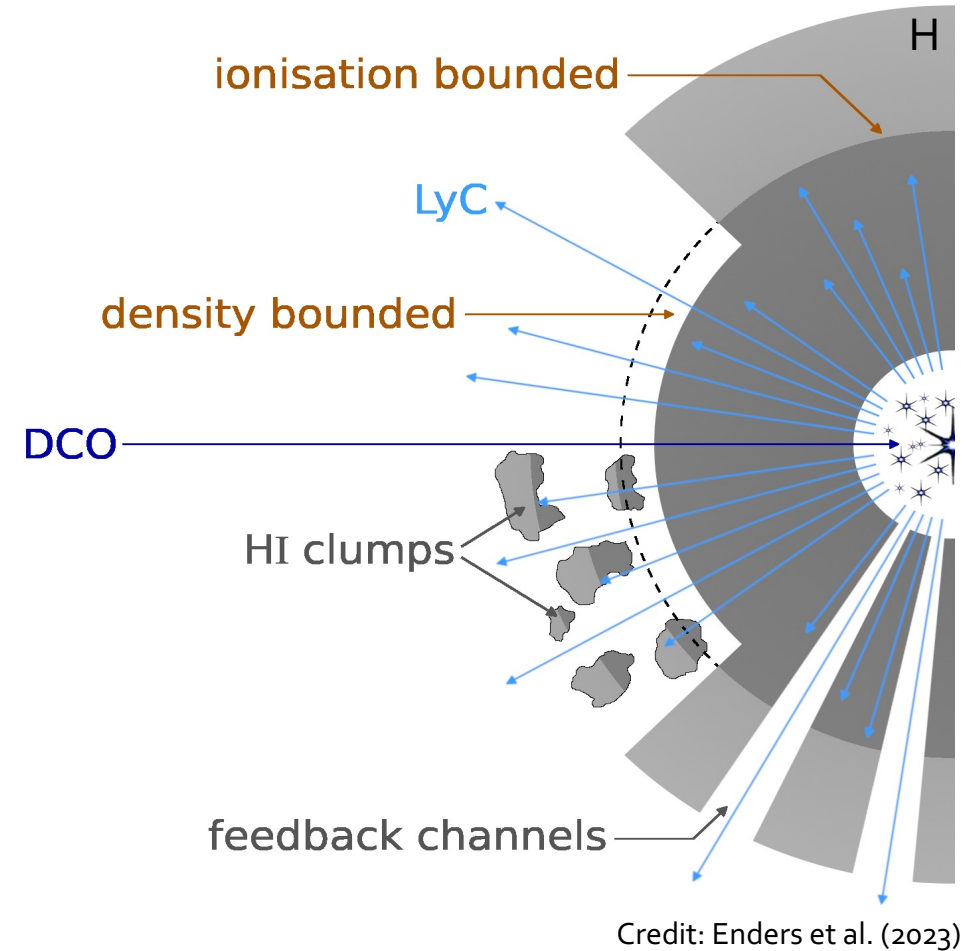 H
ionisation bounded
LyC
density bounded
DCO
HI clumps
feedback channels
Credit: Enders et al. (2023)